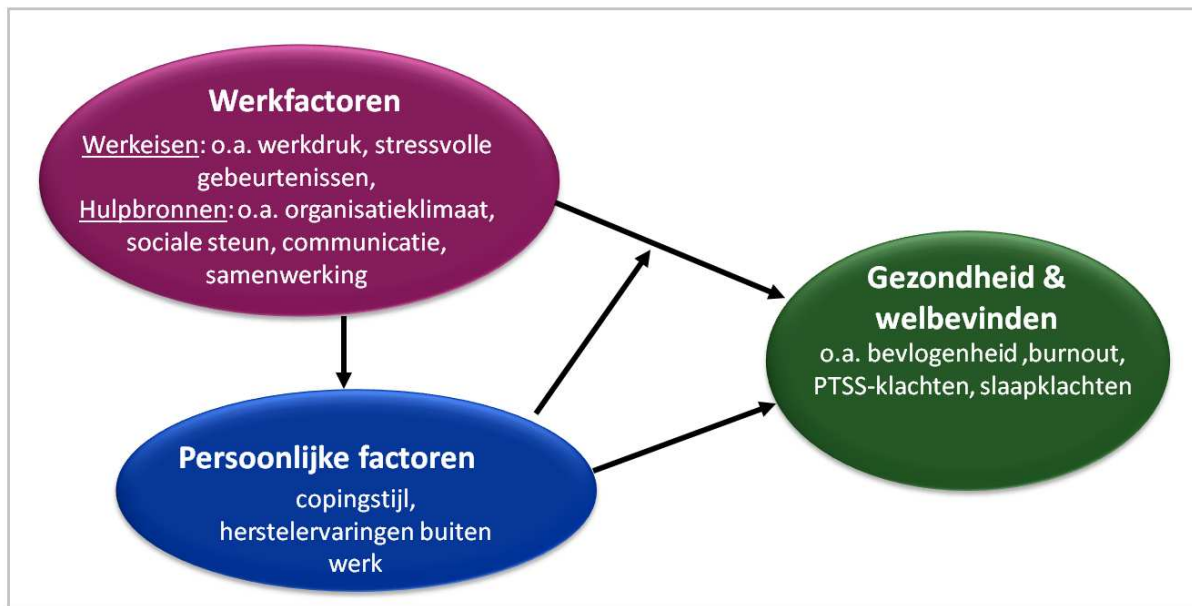 Werkfactoren
Werkeisen: o.a. werkdruk, stressvolle
gebeurtenissen,
Hulpbronnen: o.a. organisatieklimaat,
sociale steun, communicatie,
samenwerking
Gezondheid &
welbevinden
o.a. bevlogenheid ,burnout,
PTSS-klachten, slaapklachten
Persoonlijke factoren
copingstijl,
herstelervaringen buiten
werk